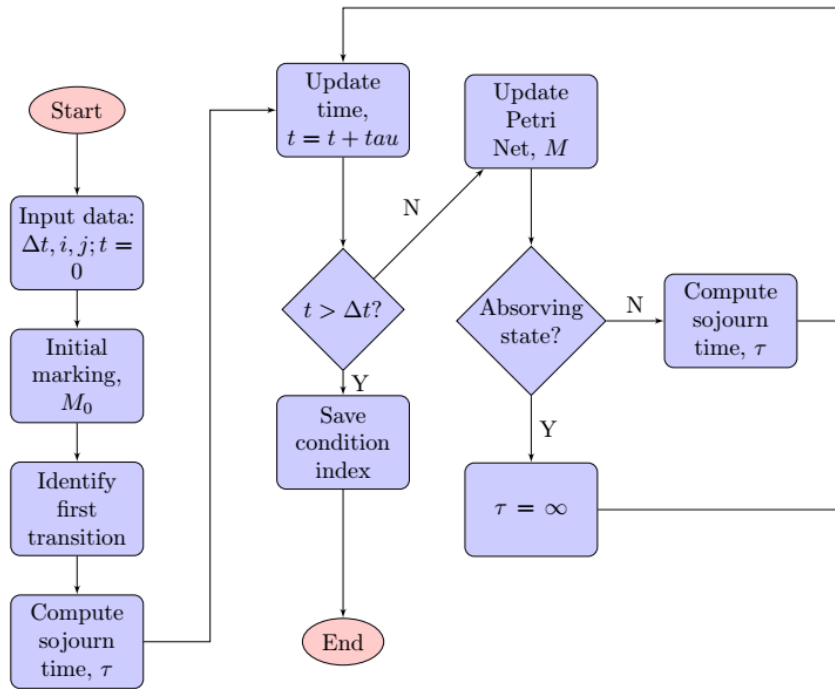 Start
Input data:
Δt, i, j; t =
0
Initial
marking,
M₀
Identify
first
transition
Compute
sojourn
time, τ
Update
time,
t = t + tau
t > Δt?
N
Y
Save
condition
index
End
Update
Petri
Net, M
Absorving
state?
N
Compute
sojourn
time, τ
Y
τ = ∞